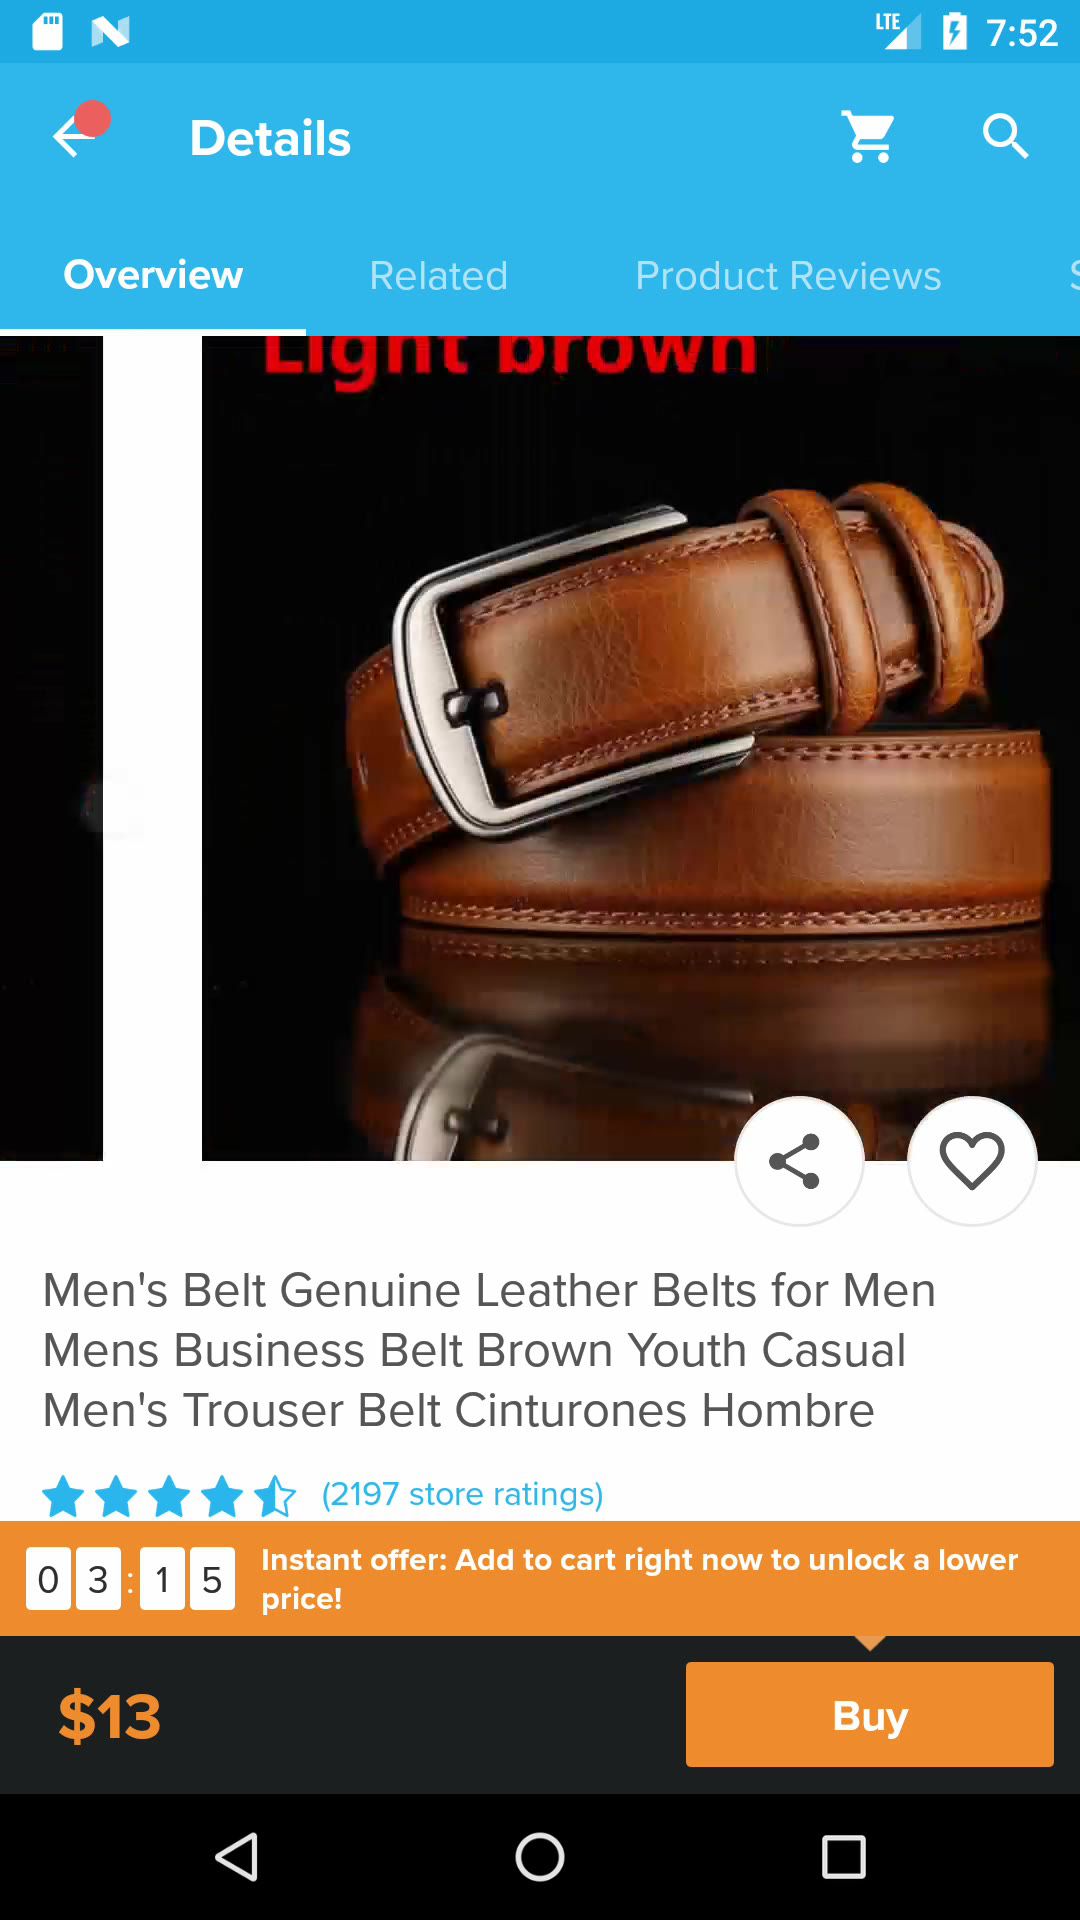 LTE 7:52
Details
Overview Related Product Reviews S
Light brown
Men's Belt Genuine Leather Belts for Men
Mens Business Belt Brown Youth Casual
Men's Trouser Belt Cinturones Hombre
(2197 store ratings)
03:15
Instant offer: Add to cart right now to unlock a lower
price!
$13
Buy